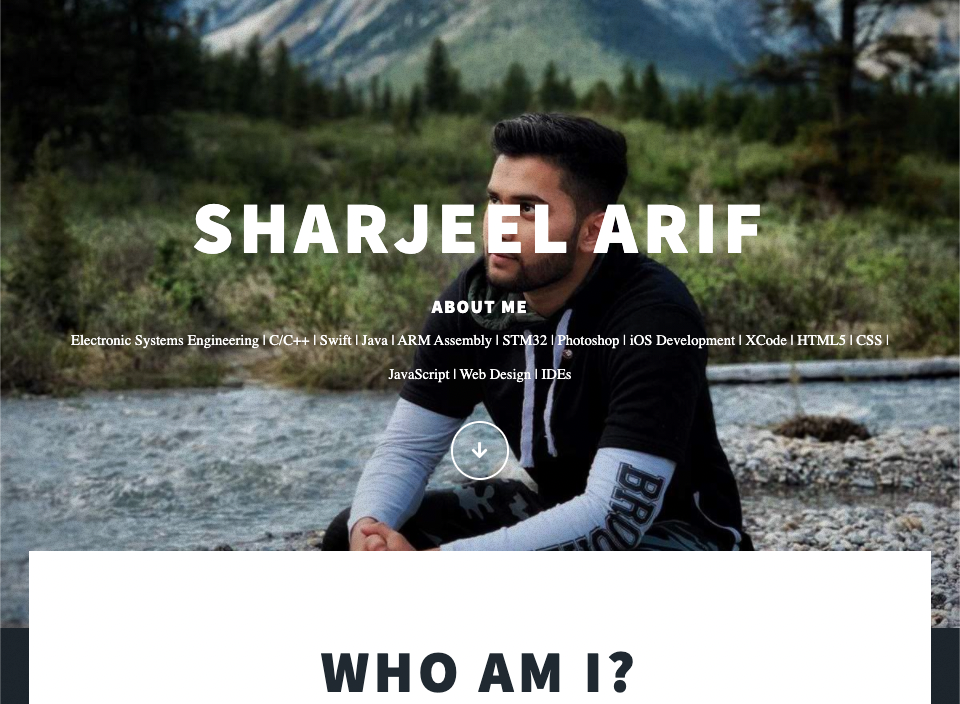 SHARJEEL ARIF
ABOUT ME
Electronic Systems Engineering | C/C++ | Swift | Java | ARM Assembly | STM32 | Photoshop | iOS Development | XCode | HTML5 | CSS |
JavaScript | Web Design | IDEs
WHO AM I?